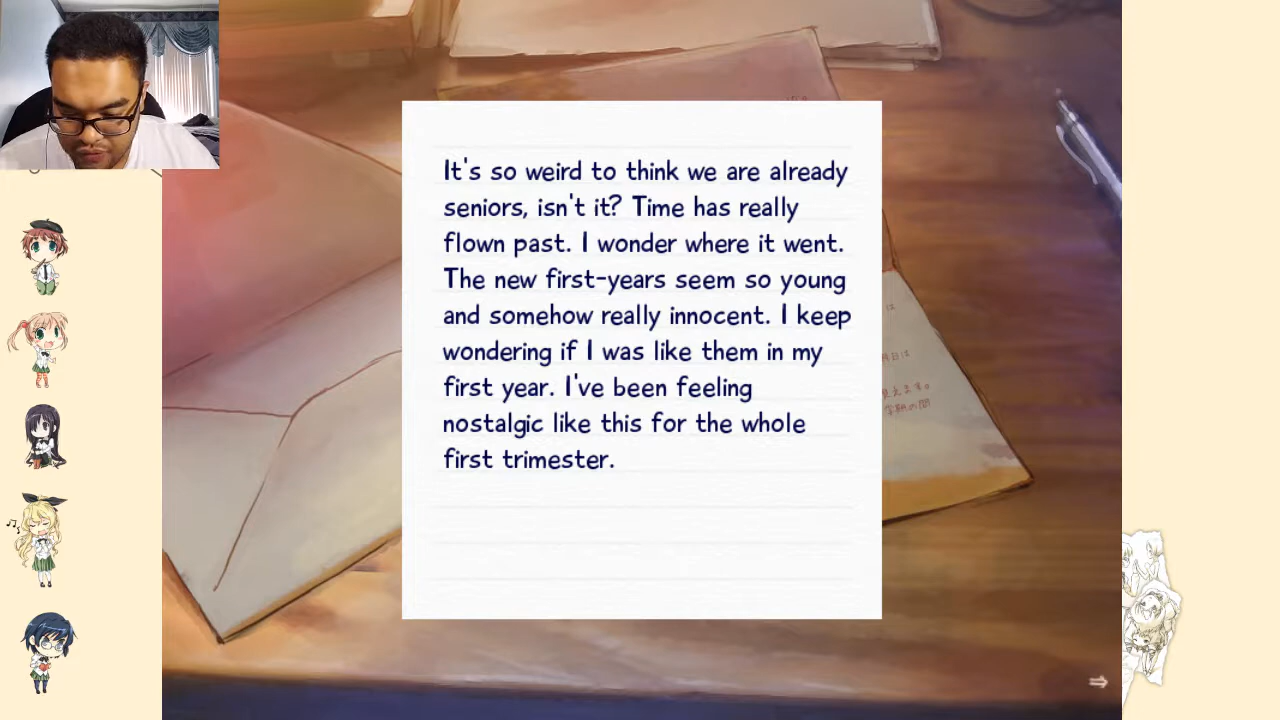 It's so weird to think we are already
seniors, isn't it? Time has really
flown past. I wonder where it went.
The new first-years seem so young
and somehow really innocent. I keep
wondering if I was like them in my
first year. I've been feeling
nostalgic like this for the whole
first trimester.